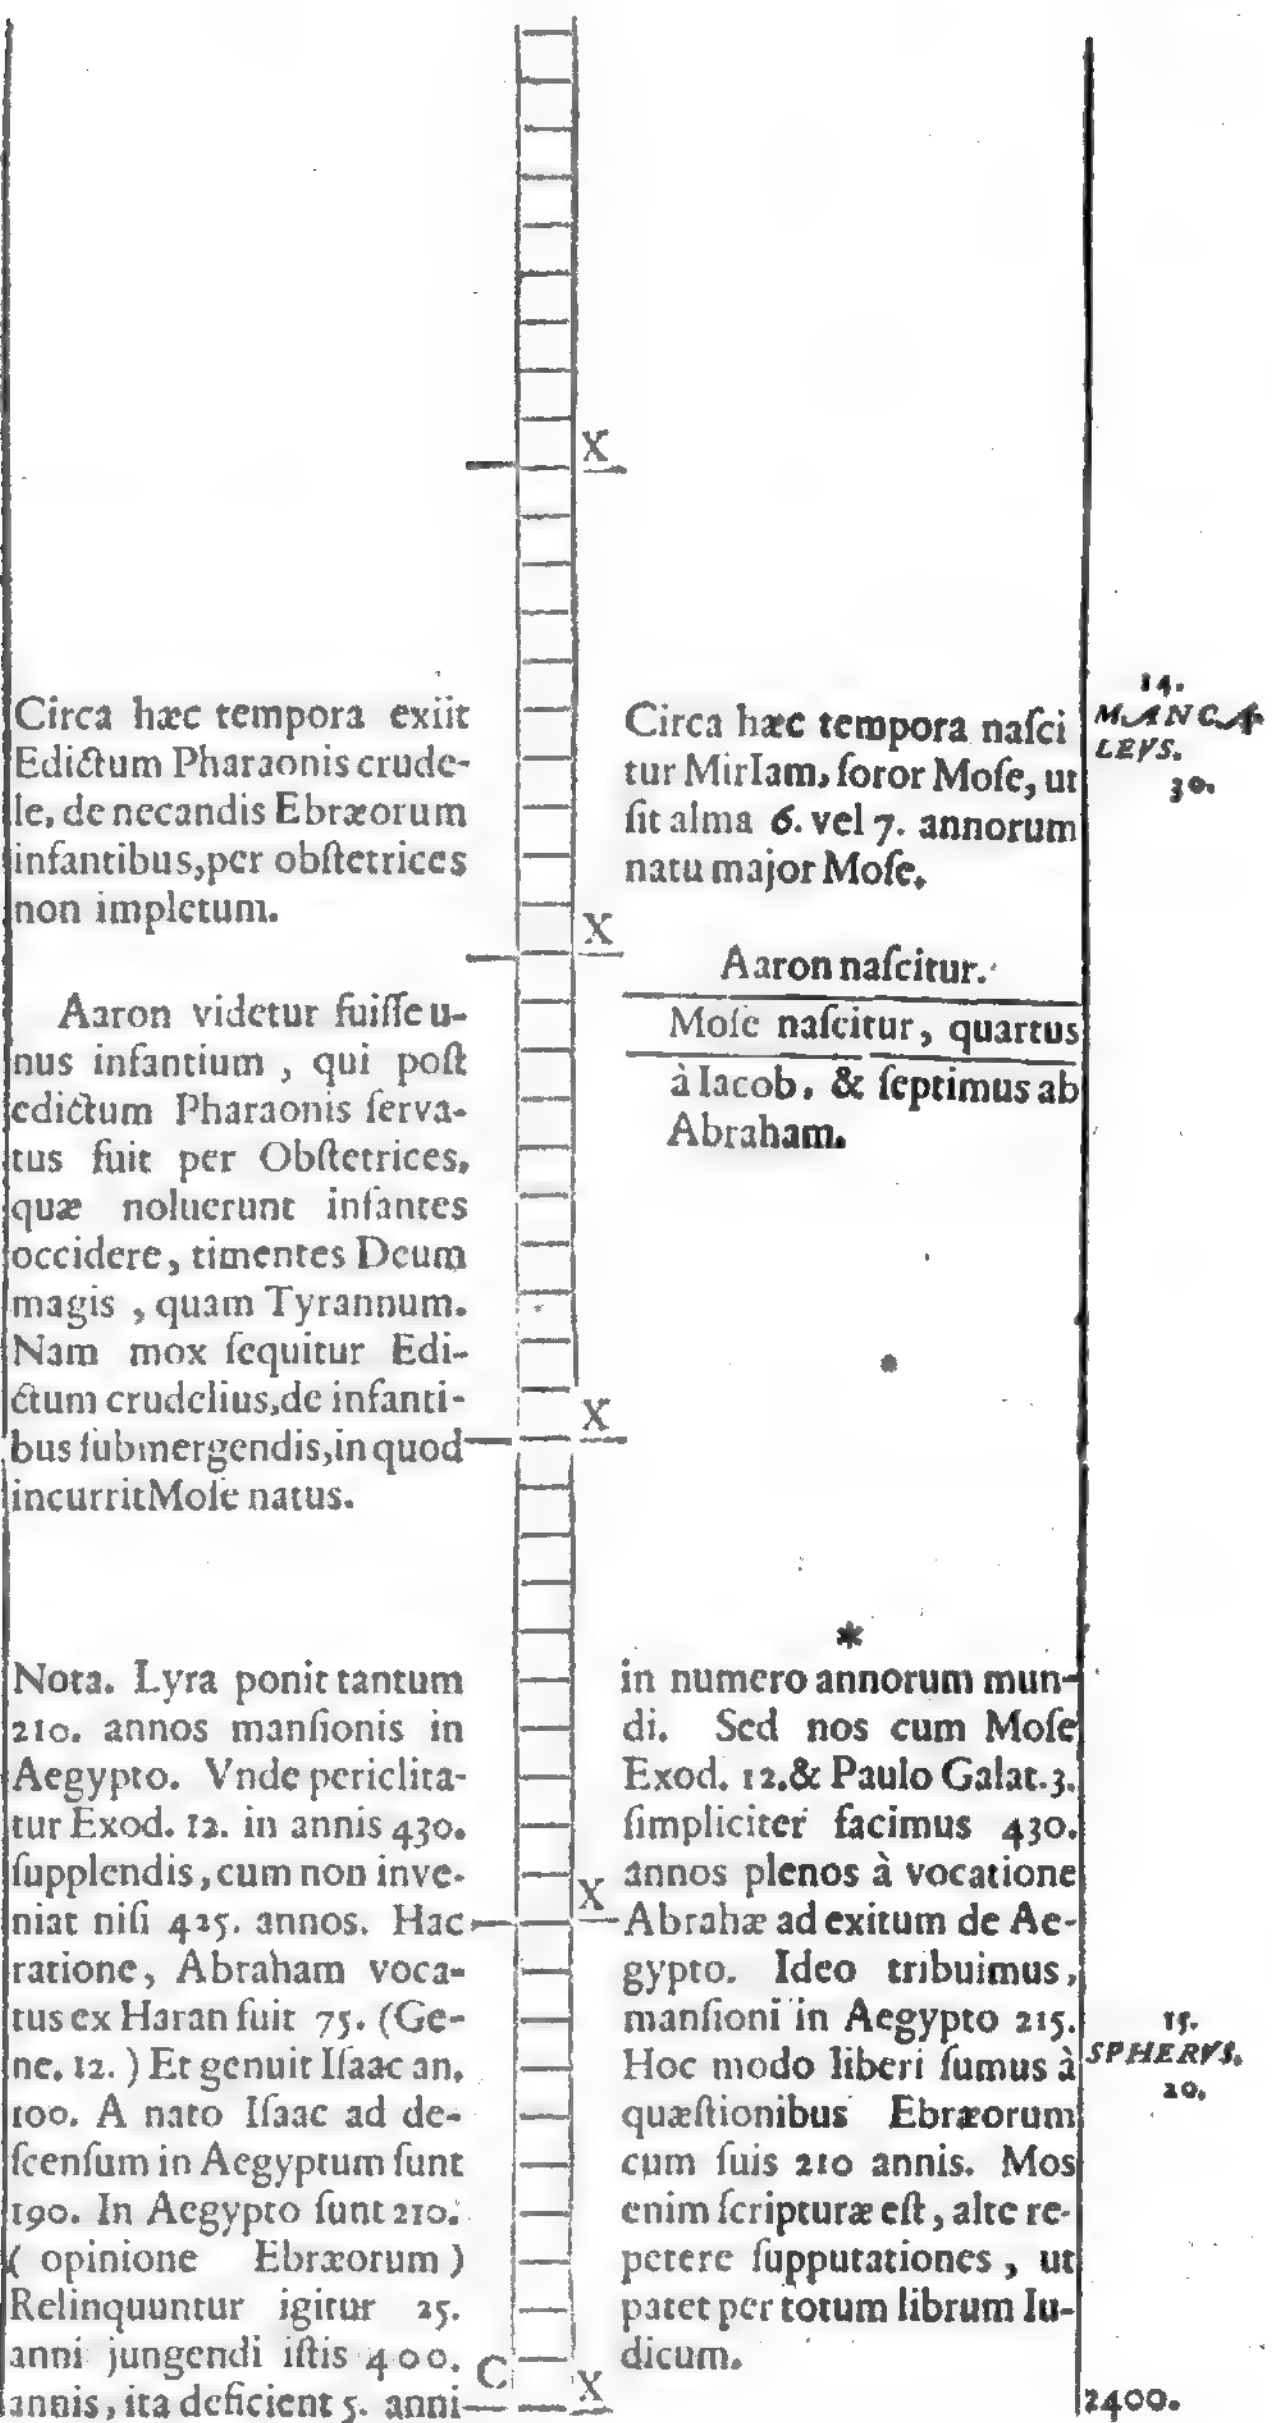 X
Circa hæc tempora exiit
Edictum Pharaonis crude-
le, de necandis Ebræorum
infantibus, per obſtetrices
non impletum.
X
Aaron videtur fuiſſe u-
nus infantium, qui poſt
edictum Pharaonis ſerva-
tus fuit per Obſtetrices,
quæ noluerunt infantes
occidere, timentes Deum
magis, quam Tyrannum.
Nam mox ſequitur Edi-
ctum crudelius, de infanti-
bus ſubmergendis, in quod
incurrit Moſe natus.
X
Nota. Lyra ponit tantum
210. annos manſionis in
Aegypto. Vnde periclita-
tur Exod. 12. in annis 430.
ſupplendis, cum non inve-
niat niſi 425. annos. Hac
ratione, Abraham voca-
tus ex Haran fuit 75. (Ge-
ne. 12.) Et genuit Iſaac an.
100. A nato Iſaac ad de-
ſcenſum in Aegyptum ſunt
190. In Aegypto ſunt 210.
( opinione Ebræorum )
Relinquuntur igitur 25.
anni jungendi iſtis 400.
annis, ita deficient 5. anni
X
C
X
Circa hæc tempora naſci
tur MirIam, ſoror Moſe, ut
ſit alma 6. vel 7. annorum
natu major Moſe.
Aaron naſcitur.
Moſe naſcitur, quartus
à Iacob, & ſeptimus ab
Abraham.
*
in numero annorum mun-
di. Sed nos cum Moſe
Exod. 12. & Paulo Galat. 3.
ſimpliciter facimus 430.
annos plenos à vocatione
Abrahæ ad exitum de Ae-
gypto. Ideo tribuimus,
manſioni in Aegypto 215.
Hoc modo liberi ſumus à
quæſtionibus Ebræorum
cum ſuis 210 annis. Mos
enim ſcripturæ eſt, alte re-
petere ſupputationes, ut
patet per totum librum Iu-
dicum.
14.
MANCA
LEVS.
30.
15.
SPHERVS.
20.
2400.